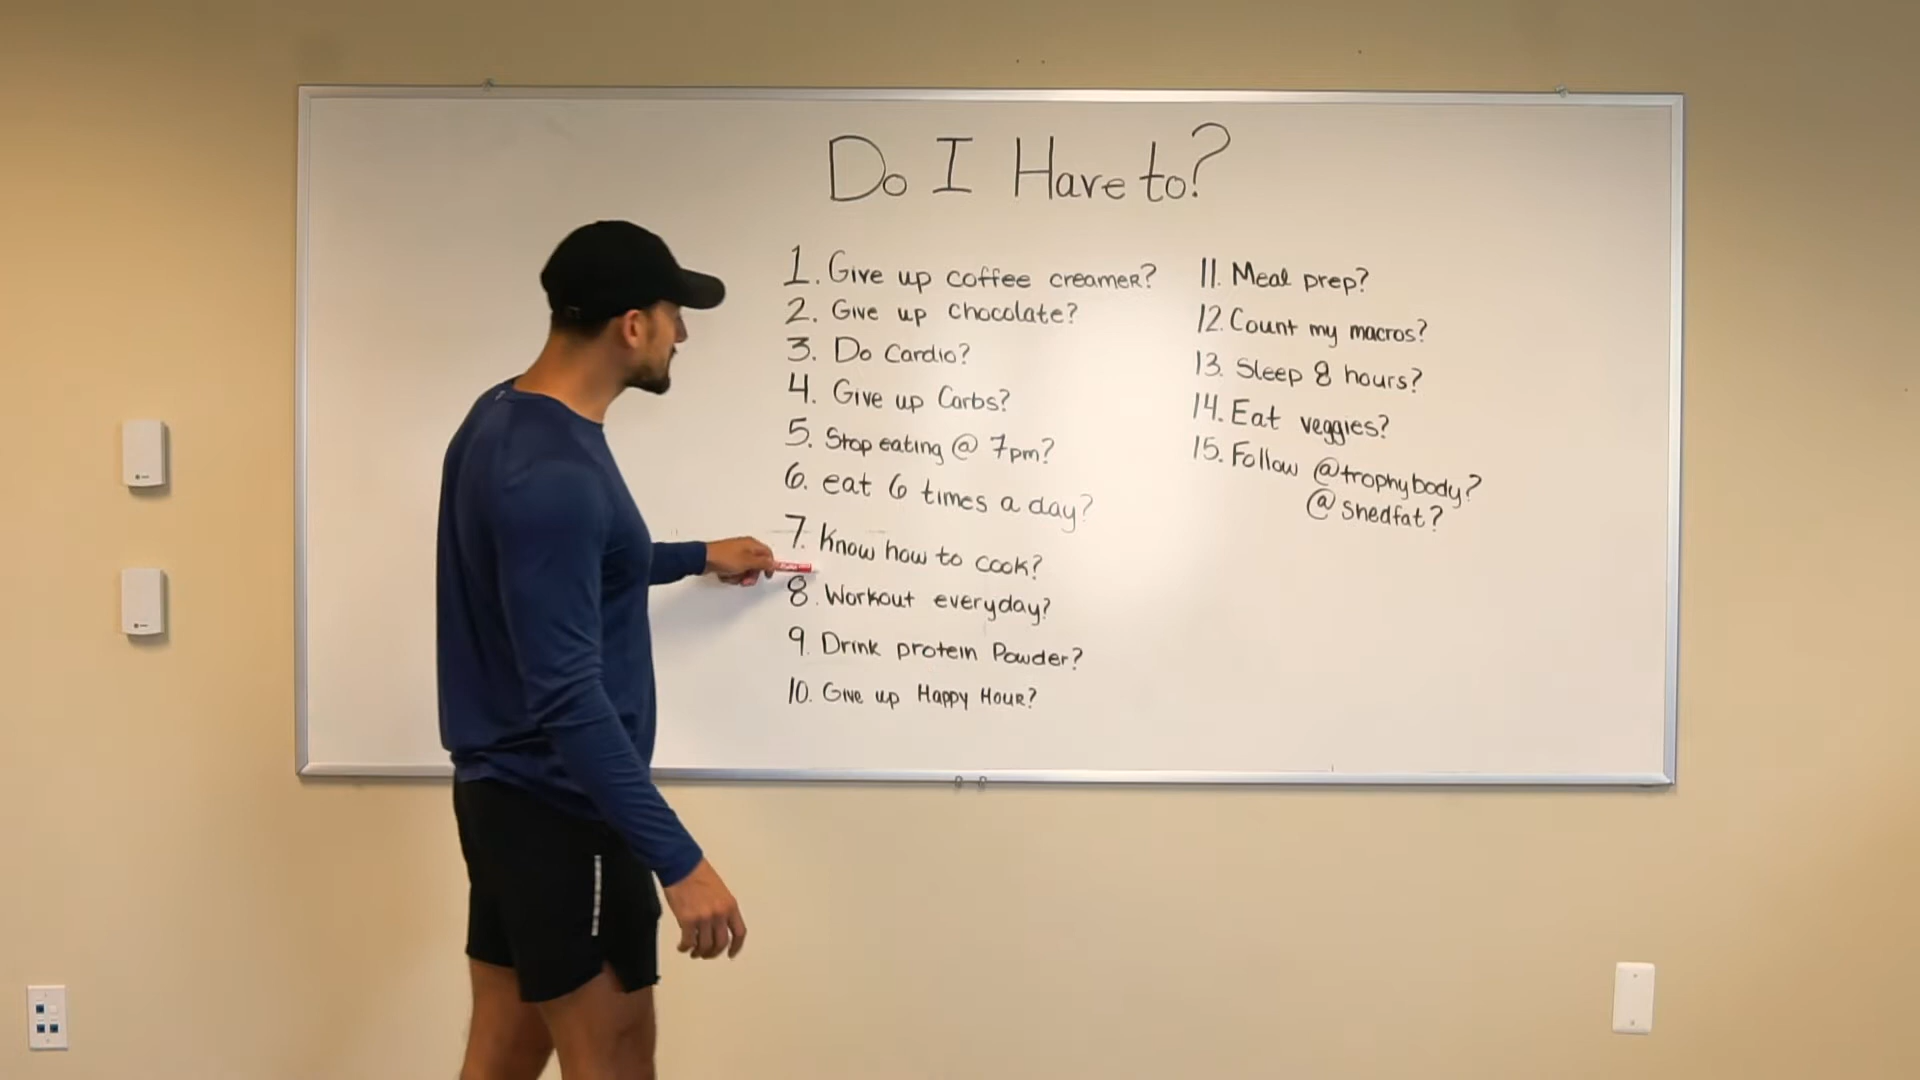 Do I Have to?
1. Give up coffee creamer?
2. Give up chocolate?
3. Do Cardio?
4. Give up Carbs?
5. Stop eating @ 7pm?
6. eat 6 times a day?
7. Know how to cook?
8. Workout everyday?
9. Drink protein Powder?
10. Give up Happy Hour?
11. Meal prep?
12. Count my macros?
13. Sleep 8 hours?
14. Eat veggies?
15. Follow @trophybody?
@shedfat?